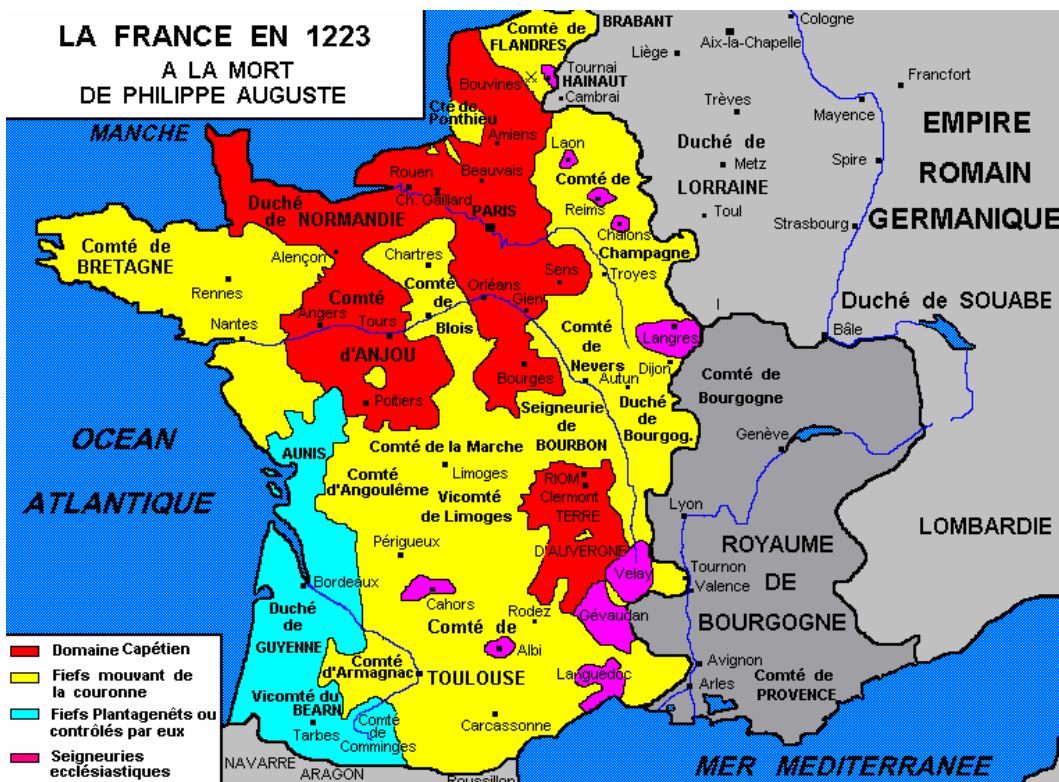 LA FRANCE EN 1223
A LA MORT
DE PHILIPPE AUGUSTE
MANCHE
OCEAN
ATLANTIQUE
MER MEDITERRANEE
BRABANT
Comté de
FLANDRES
Tournai
HAINAUT
Bouvines
Cambrai
Cté de
Ponthieu
Amiens
Cologne
Aix-la-Chapelle
Liège
Francfort
Trèves
Mayence
EMPIRE
ROMAIN
GERMANIQUE
Duché de
LORRAINE
Metz
Toul
Spire
Strasbourg
Duché de SOUABE
Bâle
Laon
Comté de
Reims
Chalons
Champagne
Troyes
Rouen
Beauvais
Ch. Gaillard
PARIS
Duché
de NORMANDIE
Comté de
BRETAGNE
Alençon
Rennes
Nantes
Chartres
Comté
de
Blois
Orléans
Sens
Gien
Comté
d'ANJOU
Angers
Tours
Poitiers
Bourges
Comté
de
Nevers
Autun
Langres
Dijon
Duché
de
Bourgog.
Seigneurie
de
BOURBON
Comté de
Bourgogne
Genève
AUNIS
Comté de la Marche
Limoges
Comté
d'Angoulême
Vicomté
de Limoges
RIOM
Clermont
TERRE
D'AUVERGNE
Lyon
LOMBARDIE
ROYAUME
DE
BOURGOGNE
Périgueux
Velay
Tournon
Valence
Bordeaux
Cahors
Rodez
Gévaudan
Duché
de
GUYENNE
Comté de
TOULOUSE
Albi
Comté
d'Armagnac
Languedoc
Avignon
Arles
Comté de
PROVENCE
Vicomté du
BEARN
Tarbes
Comté
de
Comminges
Carcassonne
NAVARRE
ARAGON
Roussillon
Domaine Capétien
Fiefs mouvant de
la couronne
Fiefs Plantagenêts ou
contrôlés par eux
Seigneuries
ecclésiastiques